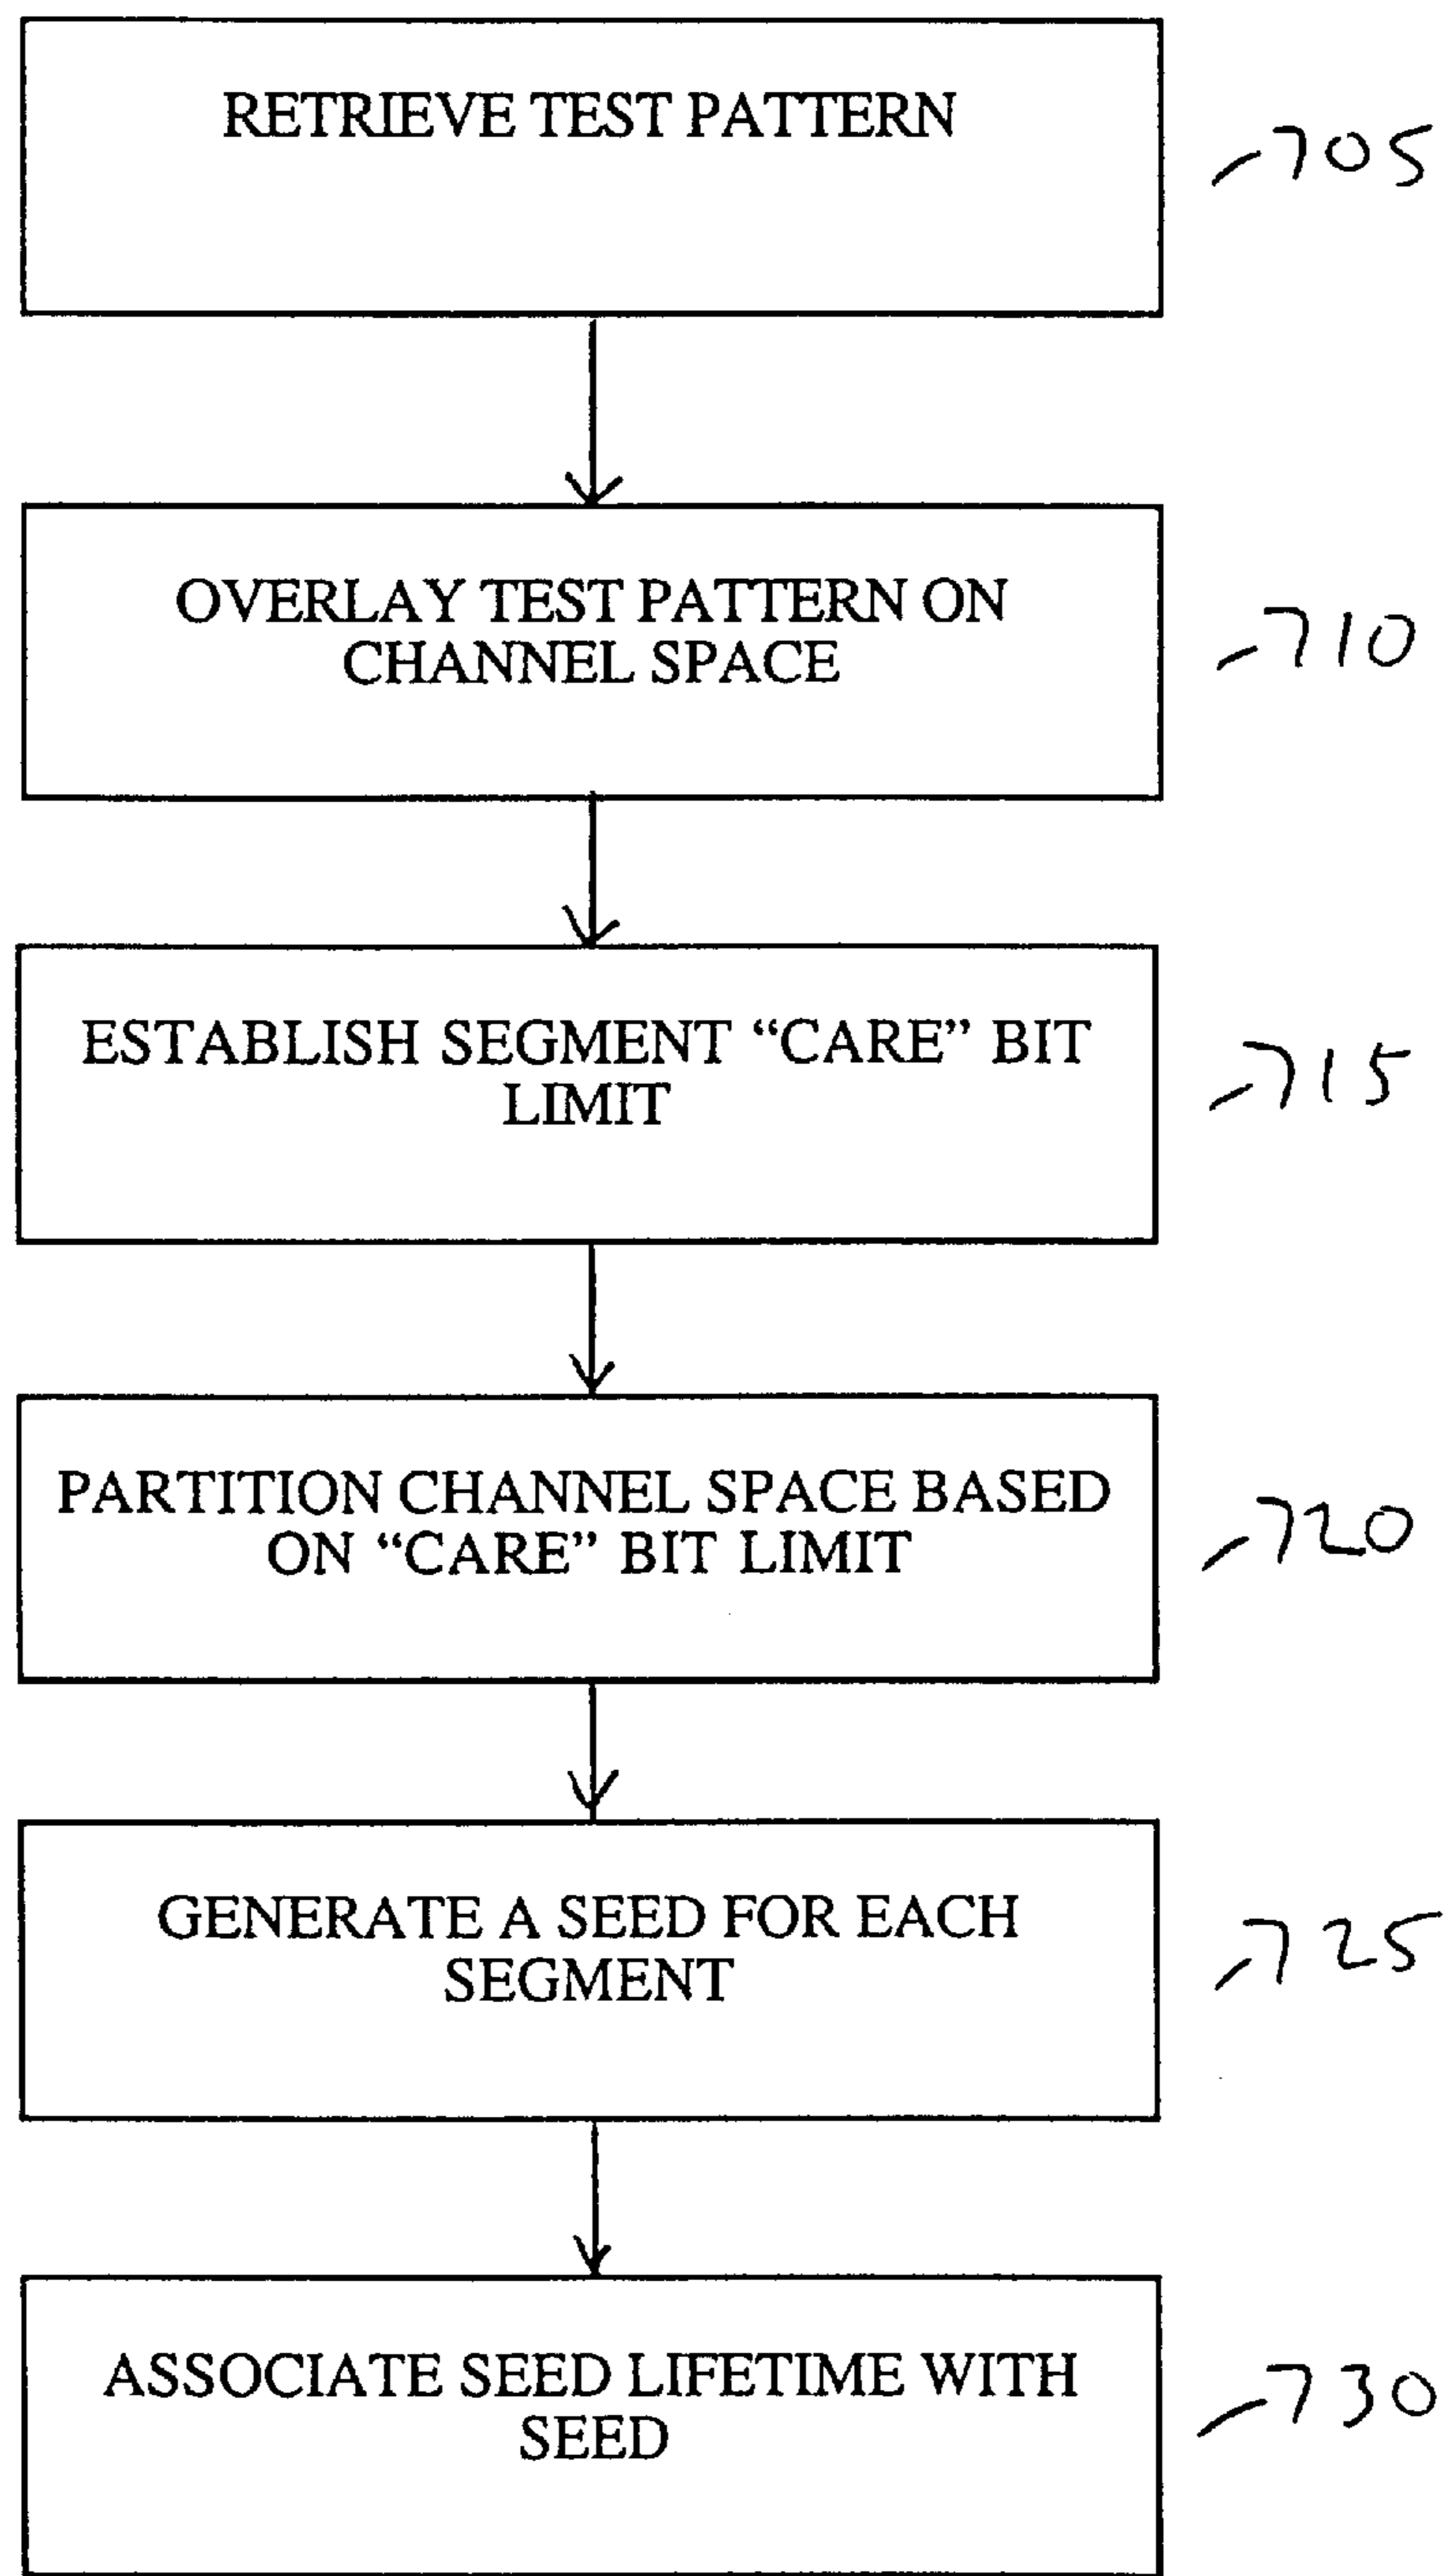 RETRIEVE TEST PATTERN
705
OVERLAY TEST PATTERN ON
CHANNEL SPACE
710
ESTABLISH SEGMENT “CARE” BIT
LIMIT
715
PARTITION CHANNEL SPACE BASED
ON “CARE” BIT LIMIT
720
GENERATE A SEED FOR EACH
SEGMENT
725
ASSOCIATE SEED LIFETIME WITH
SEED
730